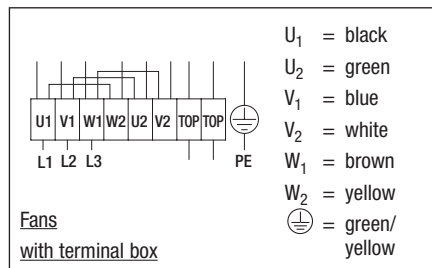 U1 V1 W1 W2 U2 V2 TOP TOP
L1 L2 L3 PE
Fans
with terminal box
U₁ = black
U₂ = green
V₁ = blue
V₂ = white
W₁ = brown
W₂ = yellow
= green/
yellow